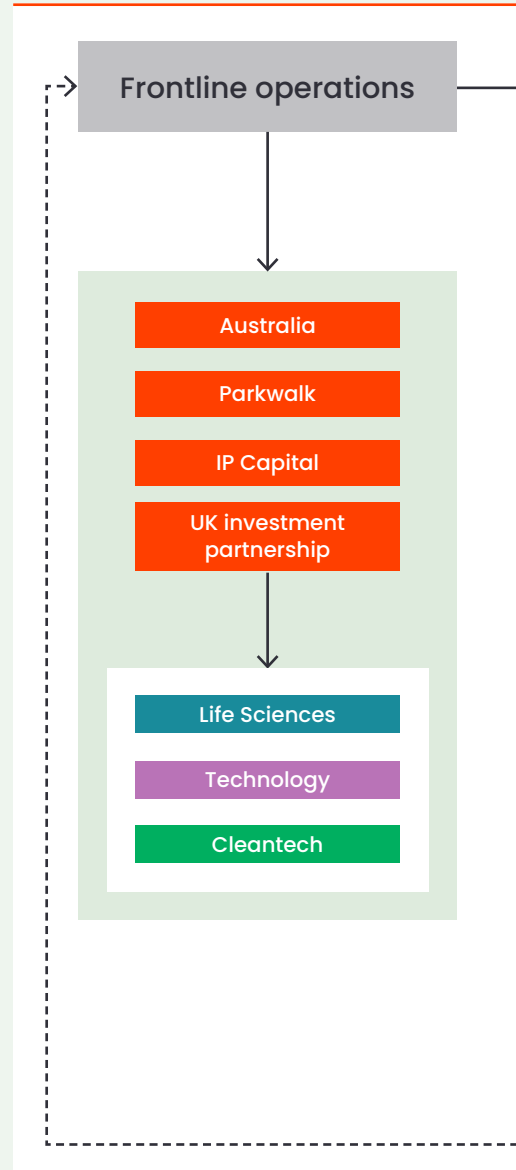 Frontline operations
Australia
Parkwalk
IP Capital
UK investment
partnership
Life Sciences
Technology
Cleantech